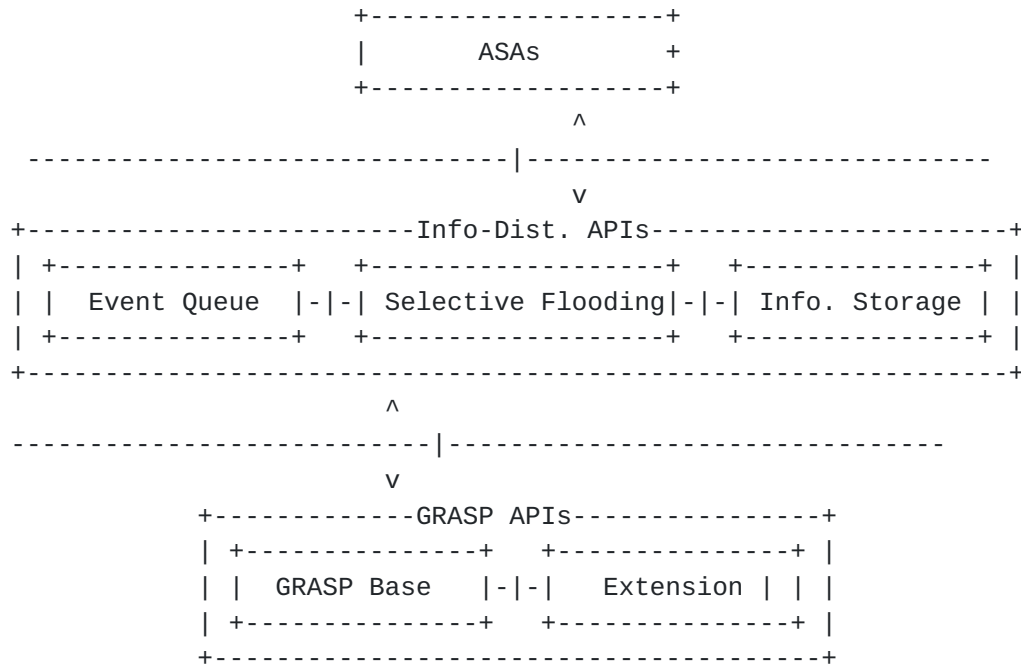 ASAs
Info-Dist. APIs
Event Queue Selective Flooding Info. Storage
GRASP APIs
GRASP Base Extension